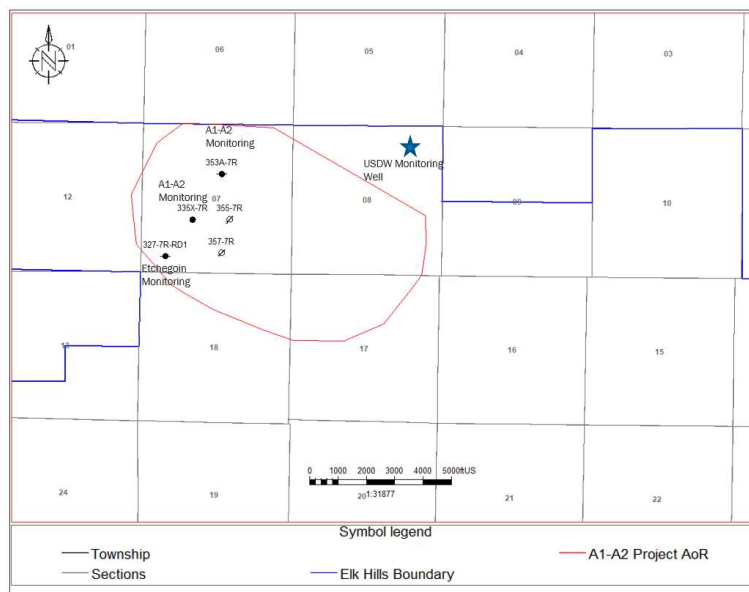 01
06
05
04
03
N
A1-A2
Monitoring
353A-7R
USDW Monitoring
Well
A1-A2
Monitoring
12
07
08
09
10
335X-7R
355-7R
327-7R-RD1
357-7R
Etchegoin
Monitoring
13
18
17
16
15
0 1000 2000 3000 4000 5000ftUS
1:31877
24
19
20
21
22
Symbol legend
Township
A1-A2 Project AoR
Sections
Elk Hills Boundary